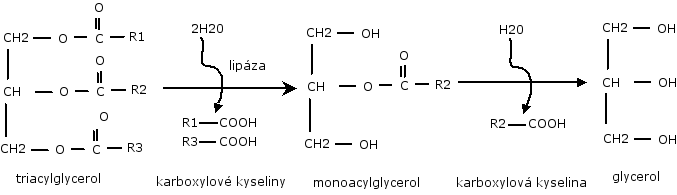 O
CH2 O C R1
O
CH O C R2
O
CH2 O C R3
triacylglycerol
2H20
lipáza
R1 COOH
R3 COOH
karboxylové kyseliny
CH2 OH
O
CH O C R2
CH2 OH
monoacylglycerol
H20
R2 COOH
karboxylová kyselina
CH2 OH
CH OH
CH2 OH
glycerol